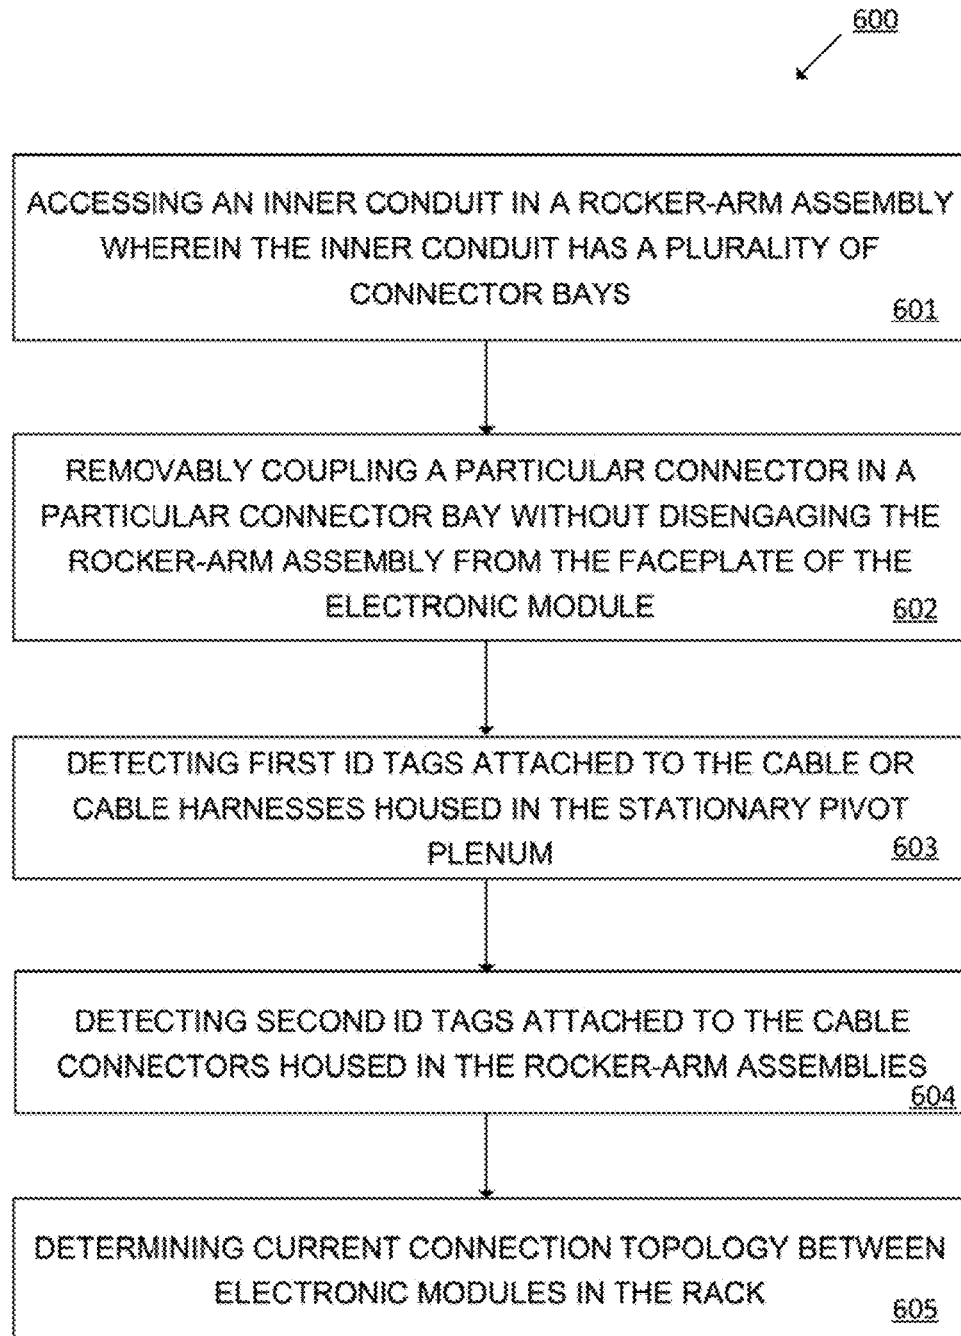 600
ACCESSING AN INNER CONDUIT IN A ROCKER-ARM ASSEMBLY
WHEREIN THE INNER CONDUIT HAS A PLURALITY OF
CONNECTOR BAYS
601
REMOVABLY COUPLING A PARTICULAR CONNECTOR IN A
PARTICULAR CONNECTOR BAY WITHOUT DISENGAGING THE
ROCKER-ARM ASSEMBLY FROM THE FACEPLATE OF THE
ELECTRONIC MODULE
602
DETECTING FIRST ID TAGS ATTACHED TO THE CABLE OR
CABLE HARNESSES HOUSED IN THE STATIONARY PIVOT
PLENUM
603
DETECTING SECOND ID TAGS ATTACHED TO THE CABLE
CONNECTORS HOUSED IN THE ROCKER-ARM ASSEMBLIES
604
DETERMINING CURRENT CONNECTION TOPOLOGY BETWEEN
ELECTRONIC MODULES IN THE RACK
605